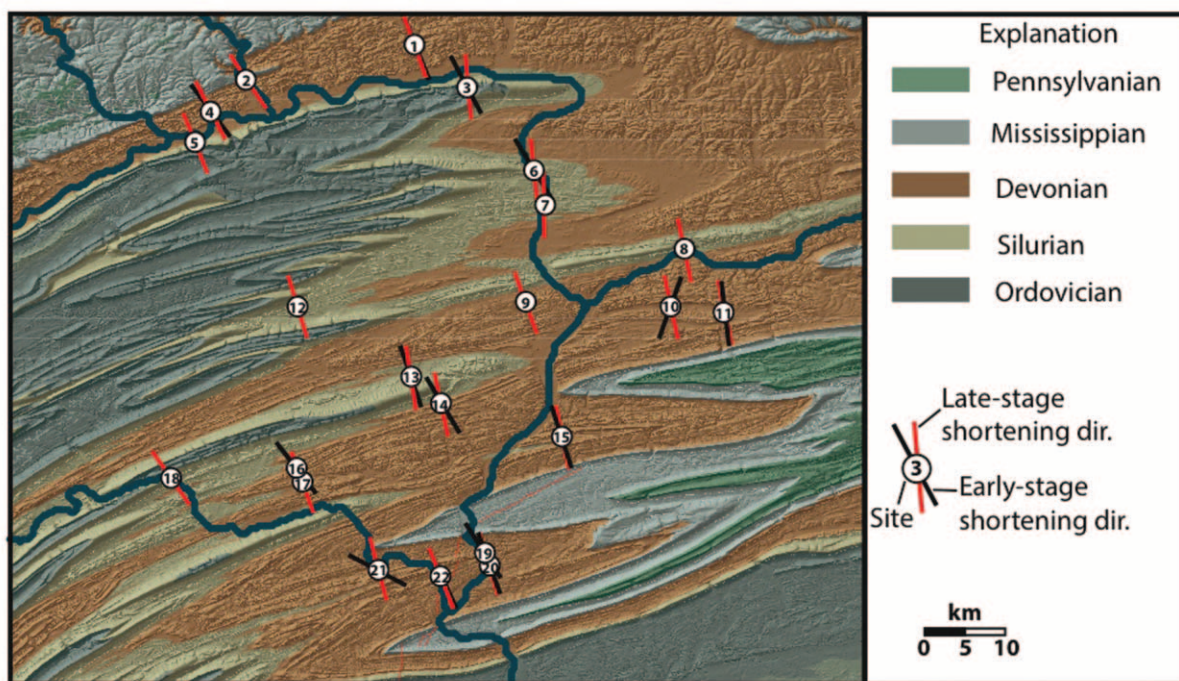 Explanation
Pennsylvanian
Mississippian
Devonian
Silurian
Ordovician
Late-stage
shortening dir.
3
Early-stage
Site
shortening dir.
km
0 5 10
1
2
3
4
5
6
7
8
9
10
11
12
13
14
15
16
17
18
19
20
21
22